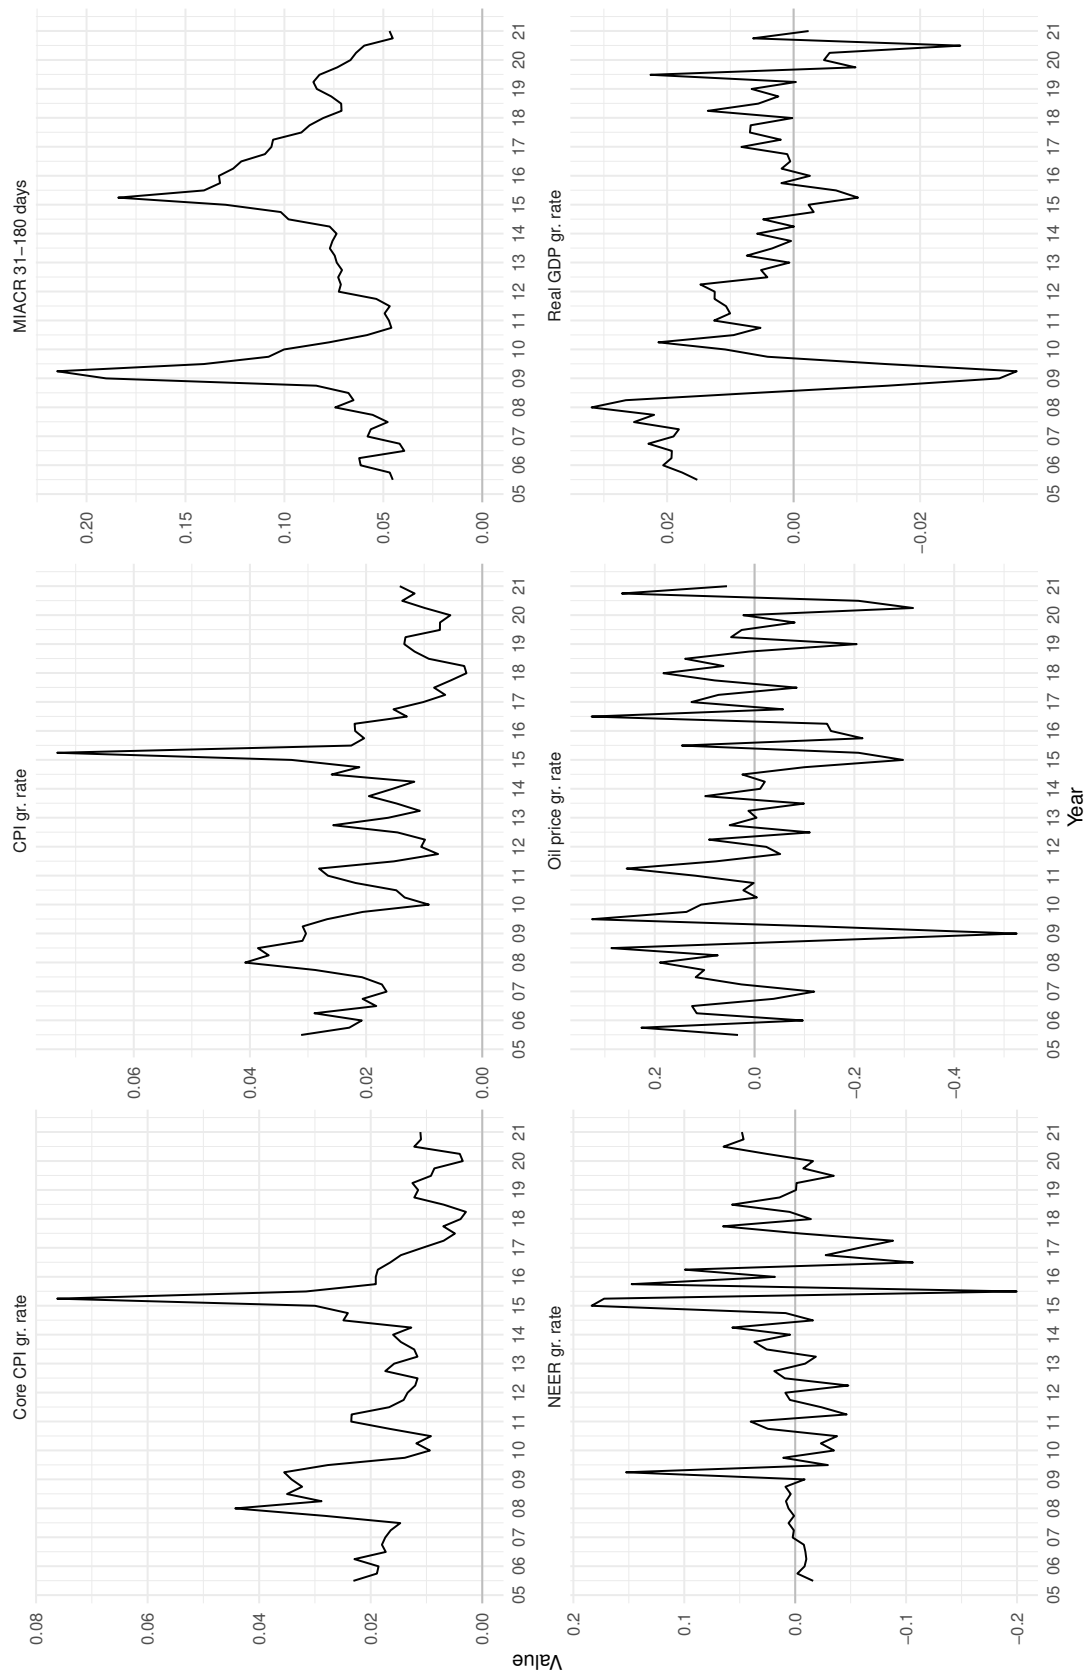 Core CPI gr. rate
0.08
0.06
0.04
0.02
0.00
05 06 07 08 09 10 11 12 13 14 15 16 17 18 19 20 21
CPI gr. rate
0.06
0.04
0.02
0.00
05 06 07 08 09 10 11 12 13 14 15 16 17 18 19 20 21
MIACR 31−180 days
0.20
0.15
0.10
0.05
0.00
05 06 07 08 09 10 11 12 13 14 15 16 17 18 19 20 21
Value
NEER gr. rate
0.2
0.1
0.0
−0.1
−0.2
05 06 07 08 09 10 11 12 13 14 15 16 17 18 19 20 21
Oil price gr. rate
0.2
0.0
−0.2
−0.4
05 06 07 08 09 10 11 12 13 14 15 16 17 18 19 20 21
Real GDP gr. rate
0.02
0.00
−0.02
05 06 07 08 09 10 11 12 13 14 15 16 17 18 19 20 21
Year